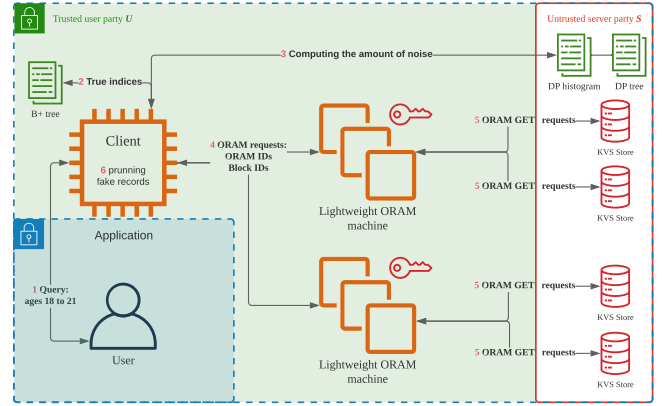 Trusted user party U
Untrusted server party S
3 Computing the amount of noise
2 True indices
B+ tree
DP histogram
DP tree
Client
6 prunning
fake records
4 ORAM requests:
ORAM IDs
Block IDs
Lightweight ORAM
machine
5 ORAM GET requests
KVS Store
5 ORAM GET requests
KVS Store
Application
1 Query:
ages 18 to 21
User
Lightweight ORAM
machine
5 ORAM GET requests
KVS Store
5 ORAM GET requests
KVS Store